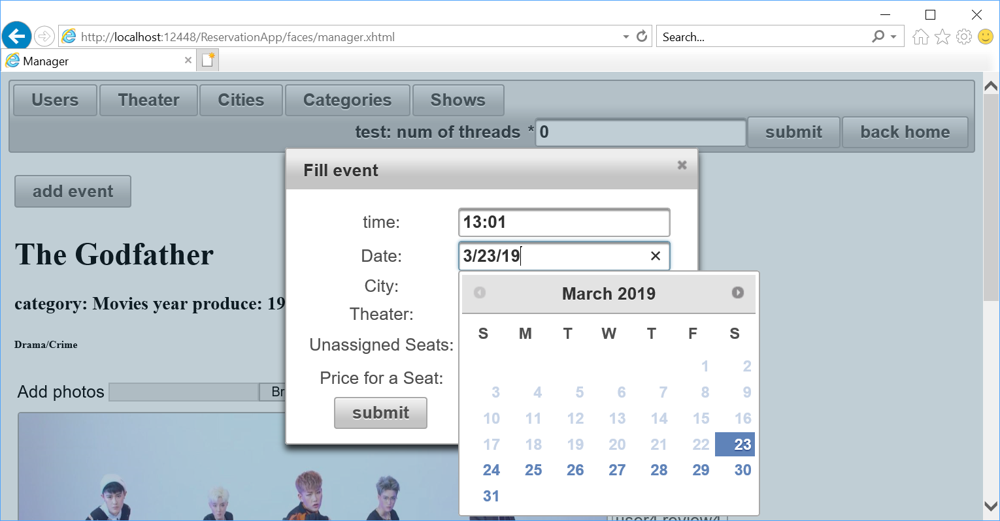 http://localhost:12448/ReservationApp/faces/manager.xhtml
Search...
Manager
Users Theater Cities Categories Shows
test: num of threads * 0 submit back home
Fill event
add event
time: 13:01
Date: 3/23/19
The Godfather
City:
March 2019
category: Movies year produce: 19
Theater:
S M T W T F S
Unassigned Seats:
Drama/Crime
1 2
Price for a Seat:
3 4 5 6 7 8 9
Add photos Br
submit
10 11 12 13 14 15 16
17 18 19 20 21 22 23
24 25 26 27 28 29 30
31
user4 review4